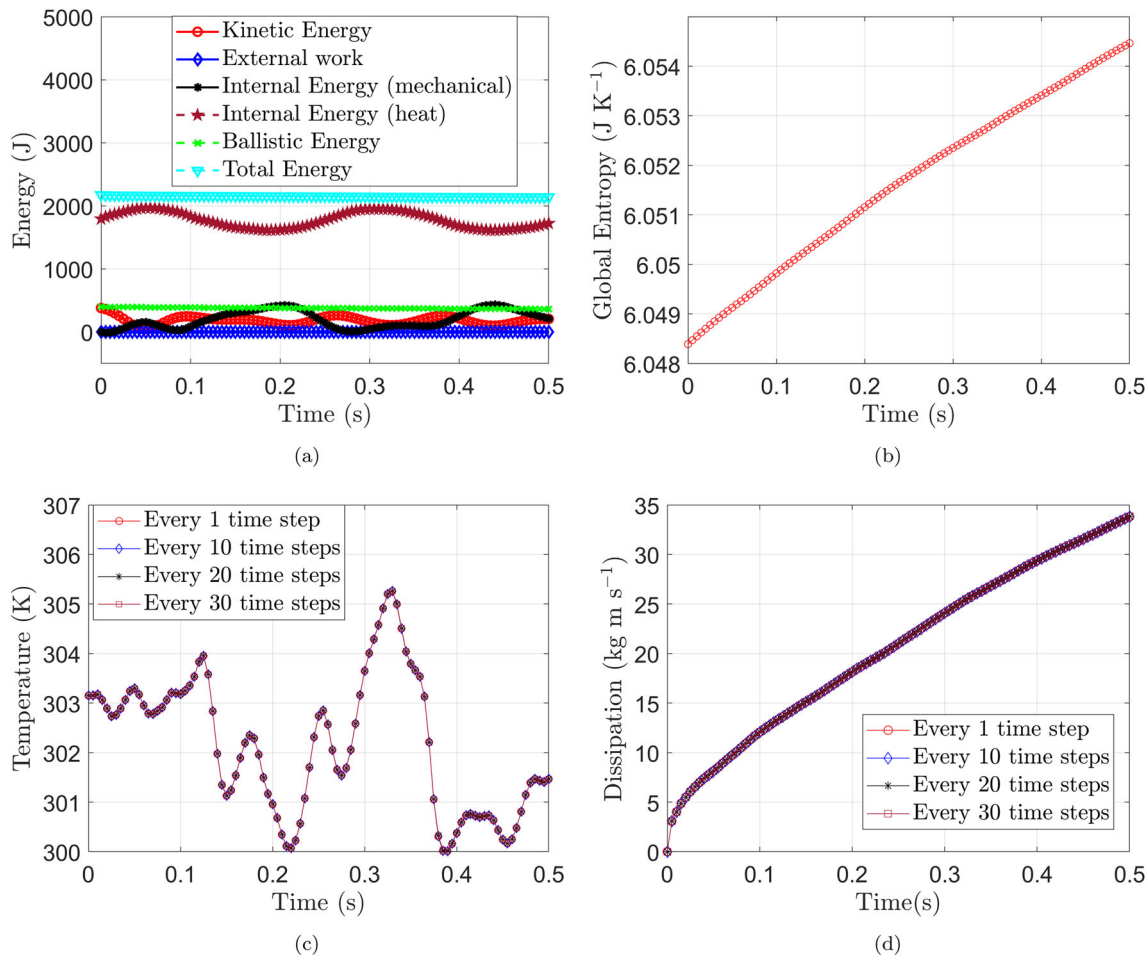 5000
4000
3000
2000
1000
0
Energy (J)
Kinetic Energy
External work
Internal Energy (mechanical)
Internal Energy (heat)
Ballistic Energy
Total Energy
0 0.1 0.2 0.3 0.4 0.5
Time (s)
(a)
6.054
6.053
6.052
6.051
6.05
6.049
6.048
Global Entropy (J K⁻¹)
0 0.1 0.2 0.3 0.4 0.5
Time (s)
(b)
307
306
305
304
303
302
301
300
Temperature (K)
Every 1 time step
Every 10 time steps
Every 20 time steps
Every 30 time steps
0 0.1 0.2 0.3 0.4 0.5
Time (s)
(c)
35
30
25
20
15
10
5
0
Dissipation (kg m s⁻¹)
Every 1 time step
Every 10 time steps
Every 20 time steps
Every 30 time steps
0 0.1 0.2 0.3 0.4 0.5
Time(s)
(d)